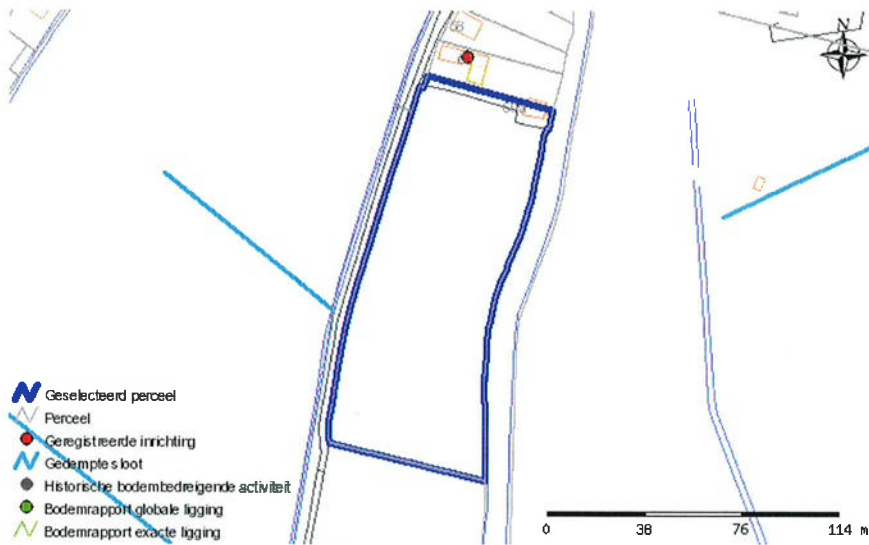 N
Geselecteerd perceel
Perceel
Geregistreerde inrichting
Gedempte sloot
Historische bodembedreigende activiteit
Bodemrapport globale ligging
Bodemrapport exacte ligging
0 38 76 114 m